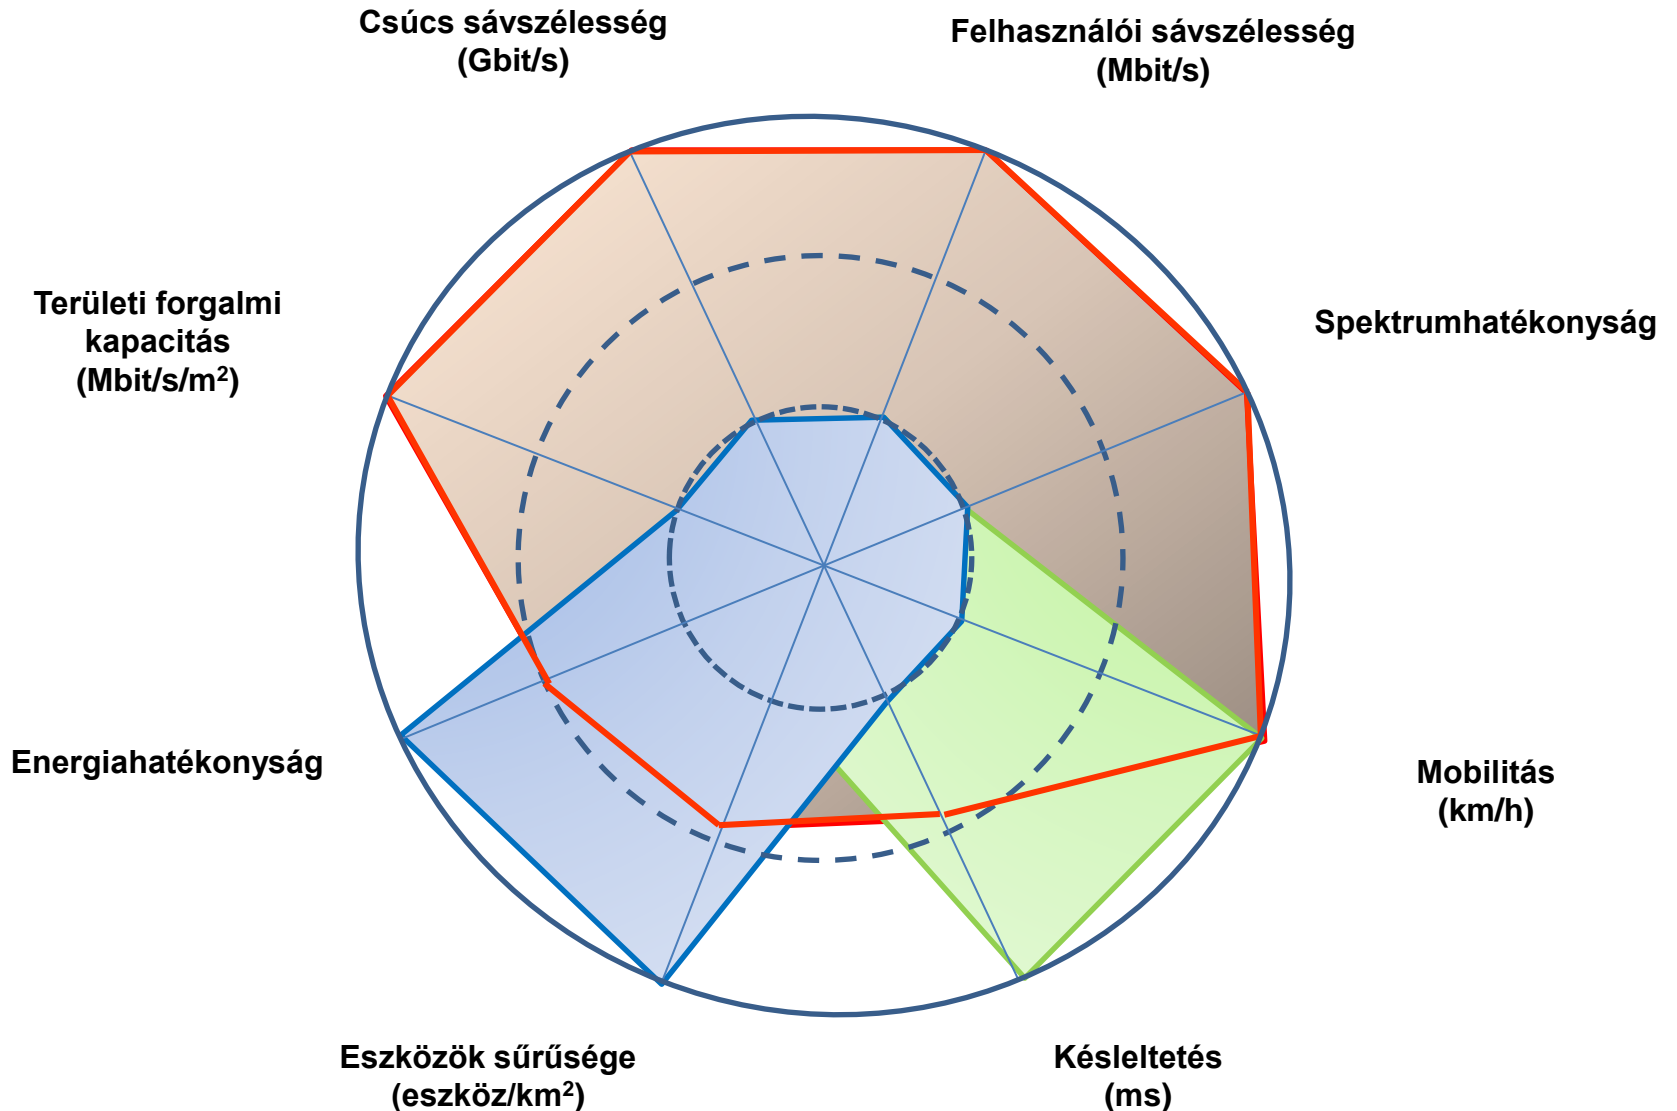 Csúcs sávszélesség
(Gbit/s)
Felhasználói sávszélesség
(Mbit/s)
Területi forgalmi
kapacitás
(Mbit/s/m²)
Spektrumhatékonyság
Energiahatékonyság
Mobilitás
(km/h)
Eszközök sűrűsége
(eszköz/km²)
Késleltetés
(ms)